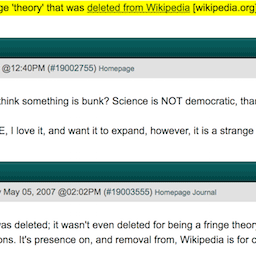 ge 'theory' that was deleted from Wikipedia [wikipedia.org]
@12:40PM (#19002755) Homepage
think something is bunk? Science is NOT democratic, tha
E, I love it, and want it to expand, however, it is a strange
May 05, 2007 @02:02PM (#19003555) Homepage Journal
as deleted; it wasn't even deleted for being a fringe theory
ons. It's presence on, and removal from, Wikipedia is for